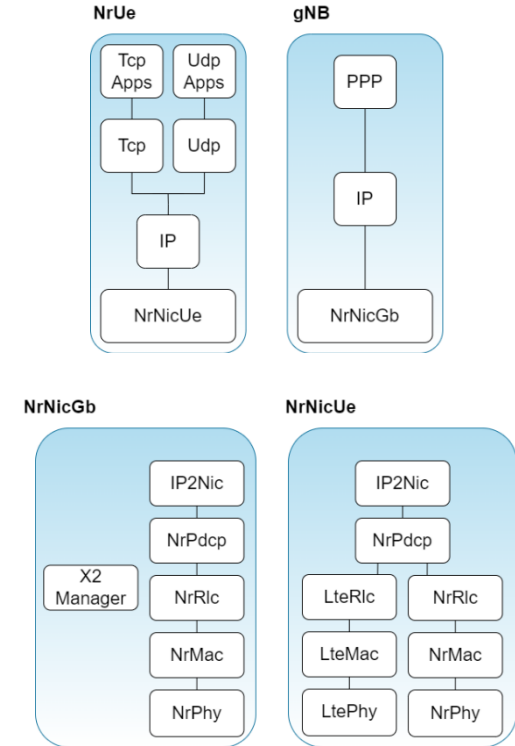 NrUe
gNB
Tcp
Apps
Udp
Apps
PPP
Tcp
Udp
IP
IP
NrNicUe
NrNicGb
NrNicGb
NrNicUe
IP2Nic
IP2Nic
NrPdcp
NrPdcp
X2
Manager
NrRlc
LteRlc
NrRlc
NrMac
LteMac
NrMac
NrPhy
LtePhy
NrPhy